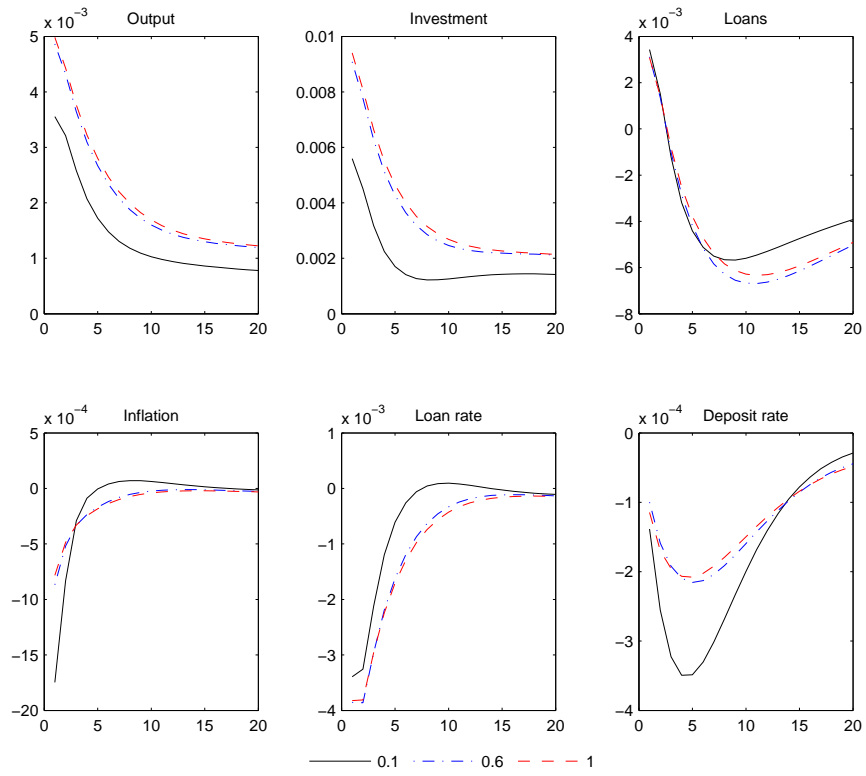 Output
Investment
Loans
x 10⁻³
5
4
3
2
1
0
0 5 10 15 20
0.01
0.008
0.006
0.004
0.002
0
0 5 10 15 20
x 10⁻³
4
2
0
−2
−4
−6
−8
0 5 10 15 20
Inflation
Loan rate
Deposit rate
x 10⁻⁴
5
0
−5
−10
−15
−20
0 5 10 15 20
x 10⁻³
1
0
−1
−2
−3
−4
0 5 10 15 20
x 10⁻⁴
0
−1
−2
−3
−4
0 5 10 15 20
0.1 0.6 1